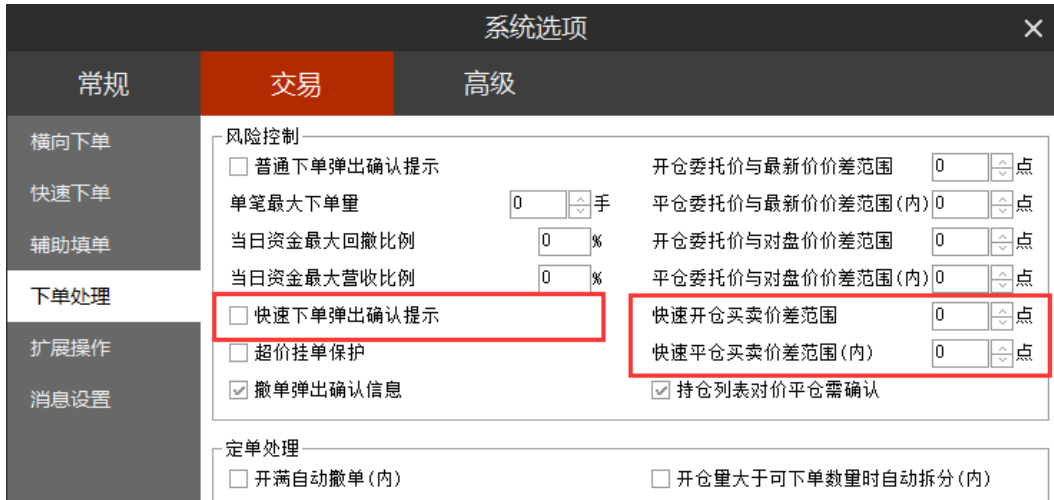 系统选项
常规 交易 高级
横向下单
快速下单
辅助填单
下单处理
扩展操作
消息设置
风险控制
普通下单弹出确认提示 开仓委托价与最新价价差范围 0 点
单笔最大下单量 0 手 平仓委托价与最新价价差范围(内) 0 点
当日资金最大回撤比例 0 % 开仓委托价与对盘价价差范围 0 点
当日资金最大营收比例 0 % 平仓委托价与对盘价价差范围(内) 0 点
快速下单弹出确认提示 快速开仓买卖价差范围 0 点
超价挂单保护 快速平仓买卖价差范围(内) 0 点
撤单弹出确认信息 持仓列表对价平仓需确认
定单处理
开满自动撤单(内) 开仓量大于可下单数量时自动拆分(内)